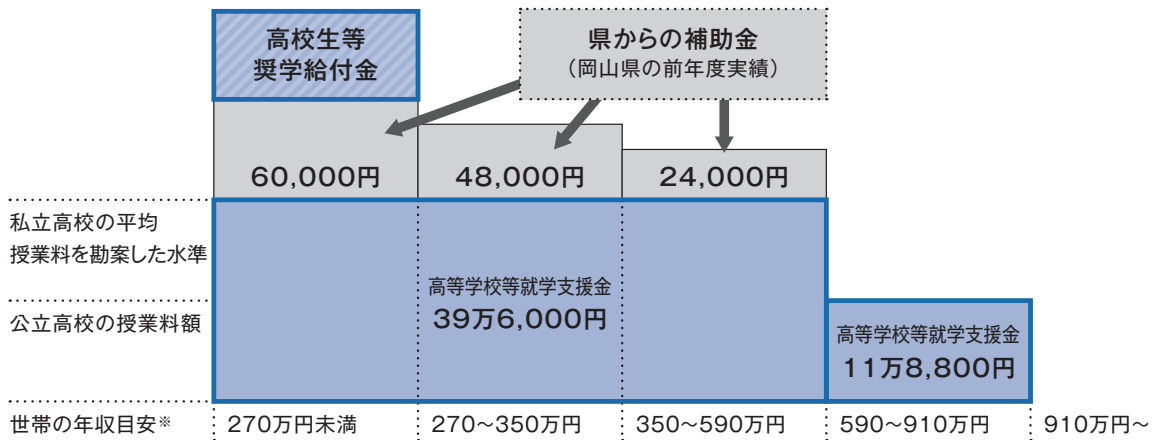 高校生等
奨学給付金
県からの補助金
（岡山県の前年度実績）
60,000円
48,000円
24,000円
私立高校の平均
授業料を勘案した水準
高等学校等就学支援金
39万6,000円
公立高校の授業料額
高等学校等就学支援金
11万8,800円
世帯の年収目安※
270万円未満
270〜350万円
350〜590万円
590〜910万円
910万円〜